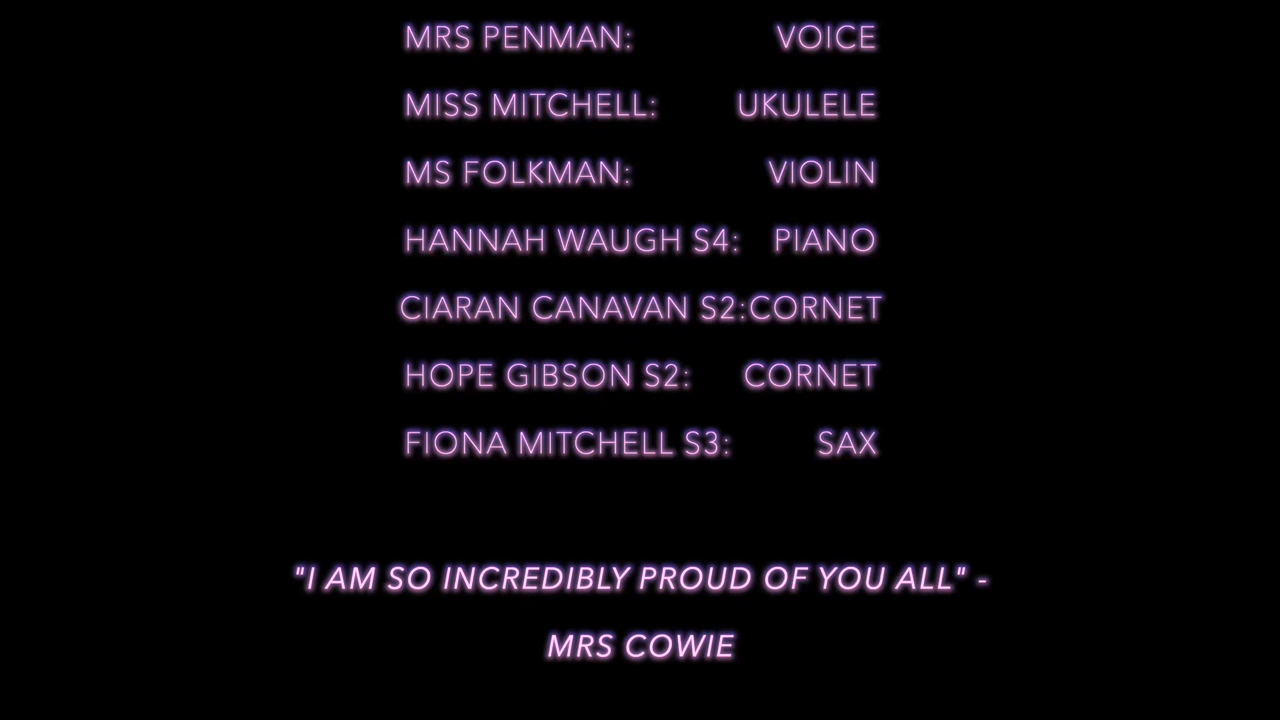 MRS PENMAN: VOICE
MISS MITCHELL: UKULELE
MS FOLKMAN: VIOLIN
HANNAH WAUGH S4: PIANO
CIARAN CANAVAN S2:CORNET
HOPE GIBSON S2: CORNET
FIONA MITCHELL S3: SAX
"I AM SO INCREDIBLY PROUD OF YOU ALL" -
MRS COWIE